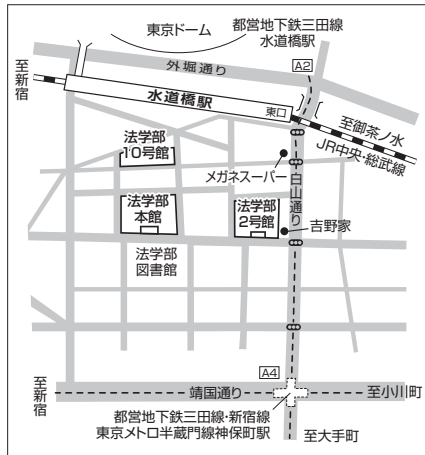 東京ドーム
都営地下鉄三田線
水道橋駅
至新宿
外堀通り
A2
水道橋駅
東口
至御茶ノ水
JR中央・総武線
法学部
10号館
メガネスーパー
白山通り
法学部
本館
法学部
2号館
吉野家
法学部
図書館
至新宿
A4
靖国通り
至小川町
都営地下鉄三田線・新宿線
東京メトロ半蔵門線神保町駅
至大手町